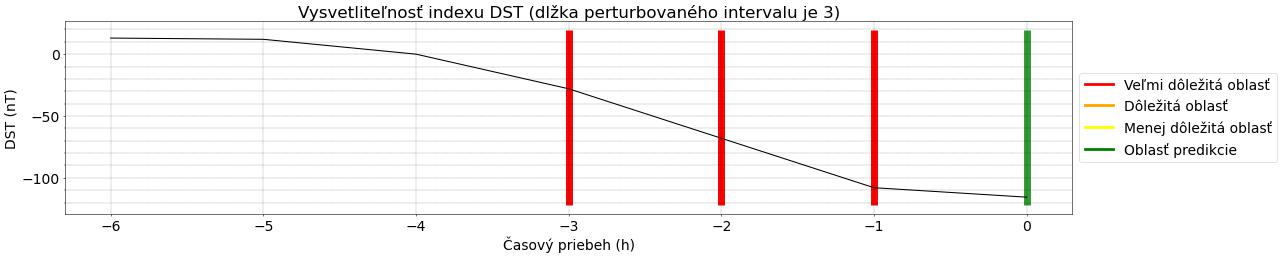 Vysvetliteľnosť indexu DST (dĺžka perturbovaného intervalu je 3)
DST (nT)
0
−50
−100
−6 −5 −4 −3 −2 −1 0
Časový priebeh (h)
Veľmi dôležitá oblasť
Dôležitá oblasť
Menej dôležitá oblasť
Oblasť predikcie